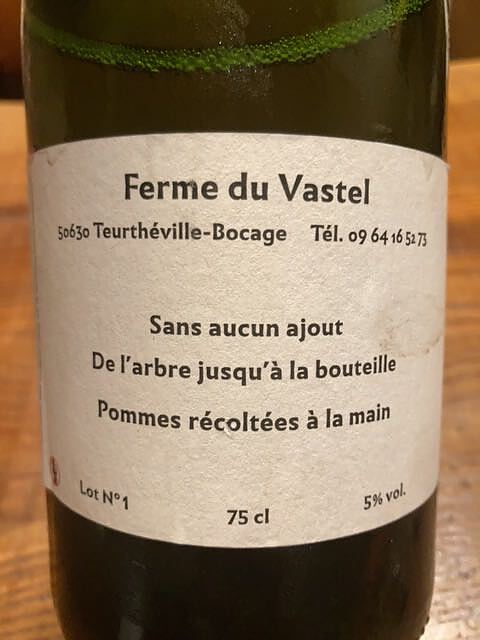 Ferme du Vastel
50630 Teurthéville-Bocage Tél. 09 64 16 52 73
Sans aucun ajout
De l'arbre jusqu'à la bouteille
Pommes récoltées à la main
Lot N°1 75 cl 5% vol.